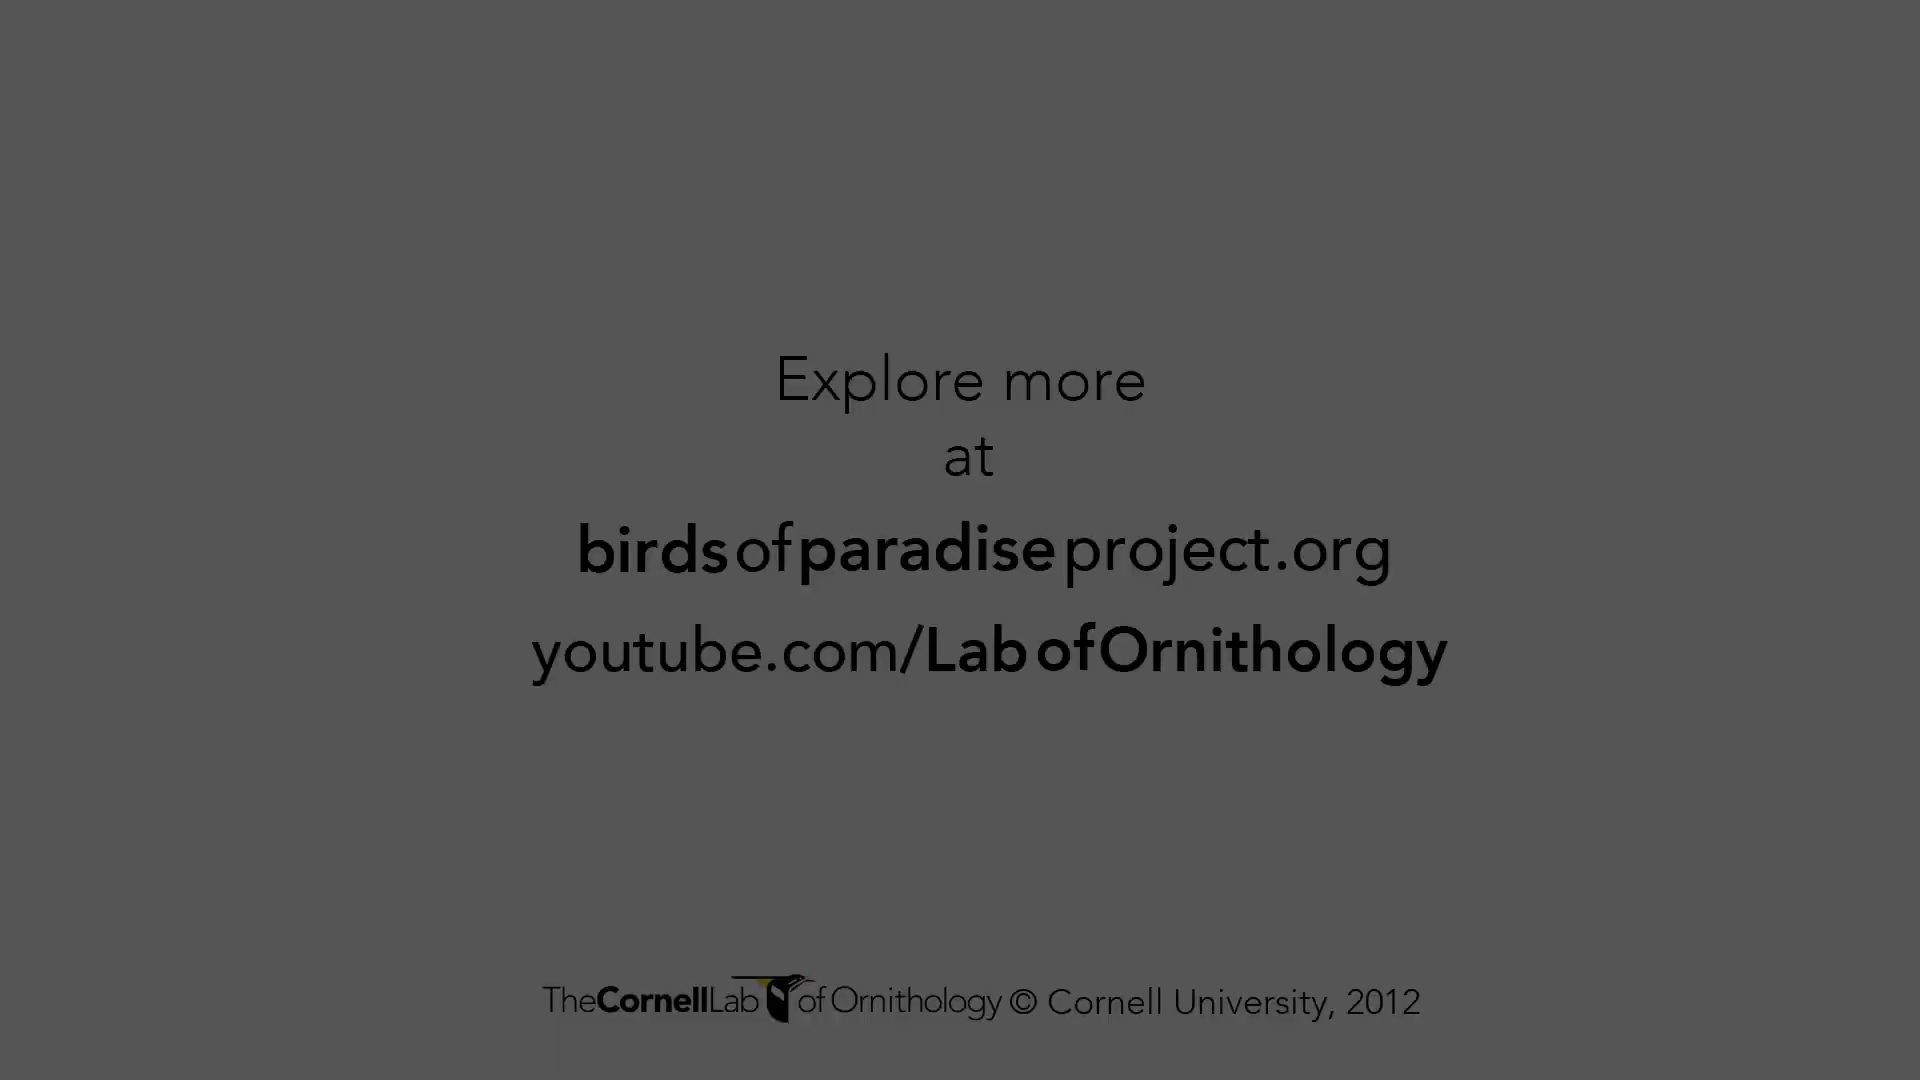 Explore more
at
birdsofparadiseproject.org
youtube.com/LabofOrnithology
TheCornellLab of Ornithology © Cornell University, 2012